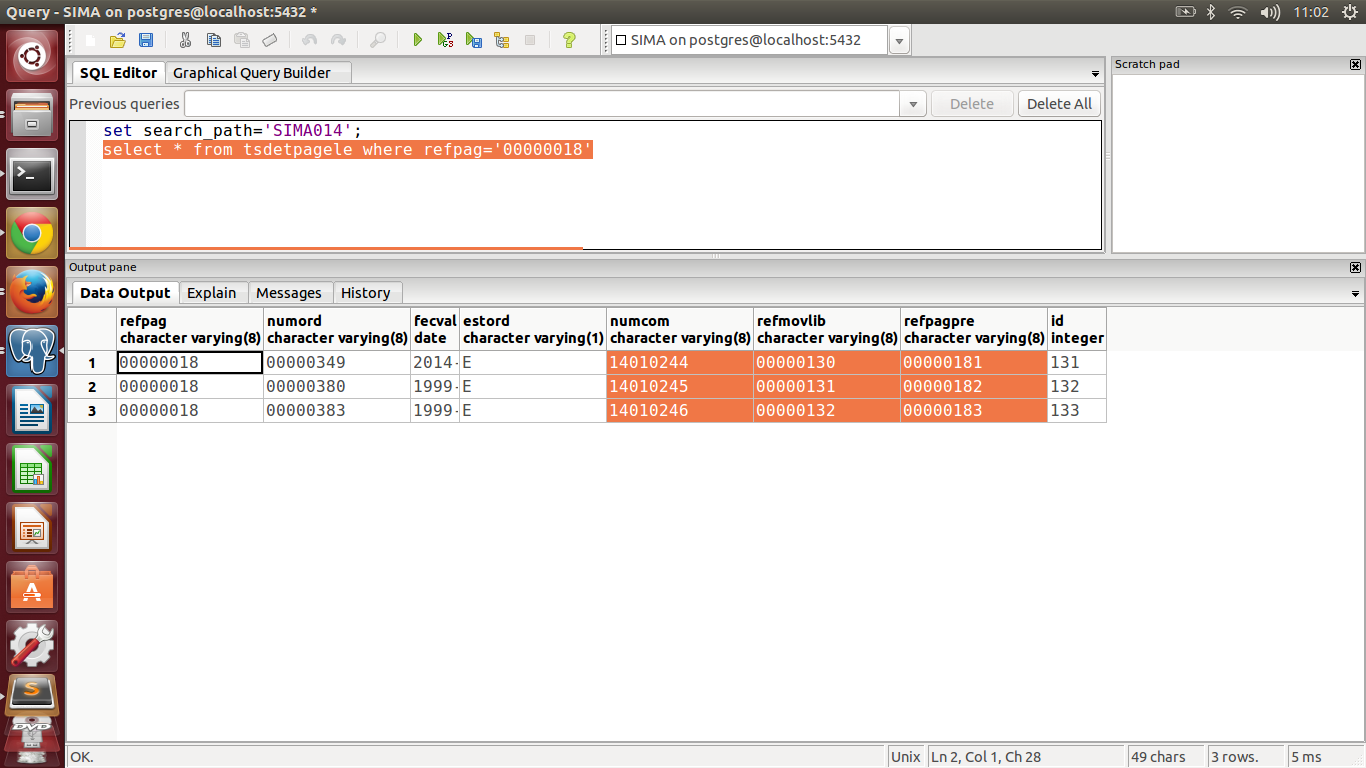 Query - SIMA on postgres@localhost:5432 *
11:02
SIMA on postgres@localhost:5432
SQL Editor
Graphical Query Builder
Scratch pad
Previous queries
Delete
Delete All
set search_path='SIMA014';
select * from tsdetpagele where refpag='00000018'
Output pane
Data Output
Explain
Messages
History
refpag numord fecval estord numcom refmovlib refpagpre id
character varying(8) character varying(8) date character varying(1) character varying(8) character varying(8) character varying(8) integer
1 00000018 00000349 2014- E 14010244 00000130 00000181 131
2 00000018 00000380 1999- E 14010245 00000131 00000182 132
3 00000018 00000383 1999- E 14010246 00000132 00000183 133
OK.
Unix
Ln 2, Col 1, Ch 28
49 chars
3 rows.
5 ms